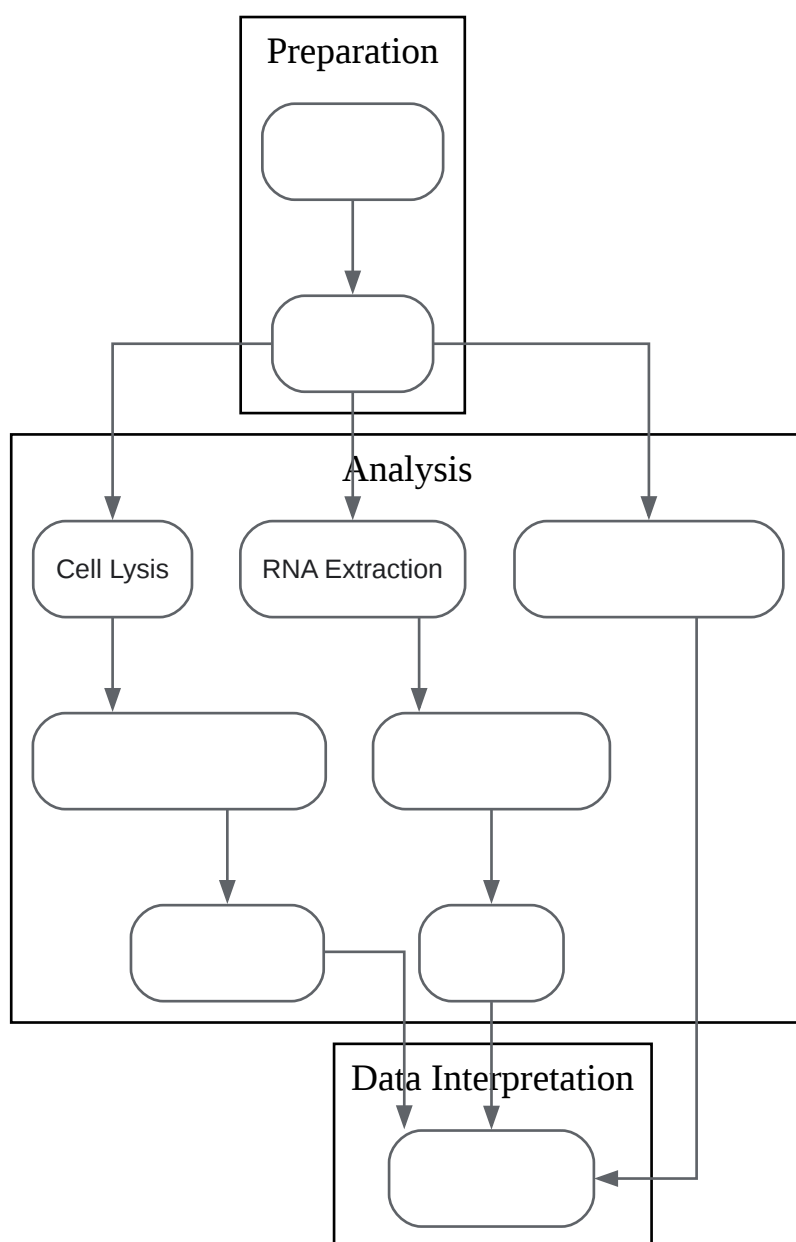 Preparation
Analysis
Cell Lysis
RNA Extraction
Data Interpretation